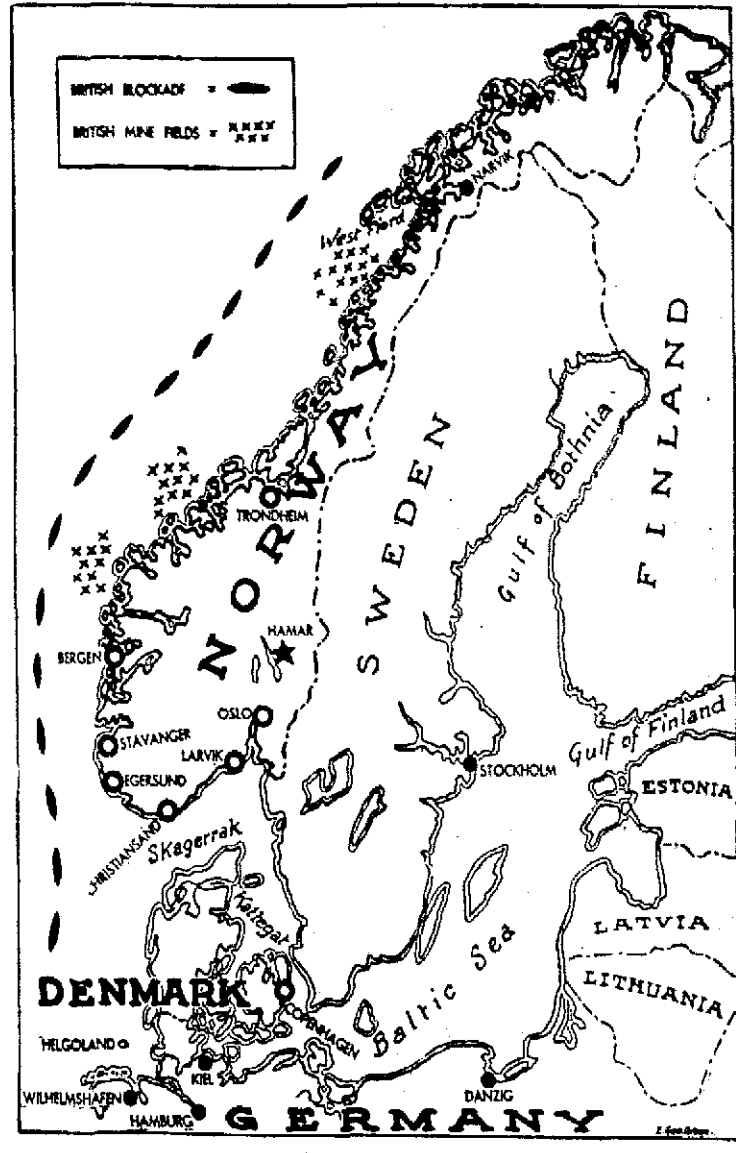 BRITISH BLOCKADE =
BRITISH MINE FIELDS =
NARVIK
West Fiord
NORWAY
SWEDEN
FINLAND
Gulf of Bothnia
TRONDHEIM
HAMAR
BERGEN
OSLO
STAVANGER
LARVIK
EGERSUND
CHRISTIANSAND
STOCKHOLM
Gulf of Finland
ESTONIA
Skagerrak
Kattegat
LATVIA
LITHUANIA
Baltic Sea
DENMARK
COPENHAGEN
HELGOLAND
KIEL
WILHELMSHAFEN
HAMBURG
DANZIG
GERMANY